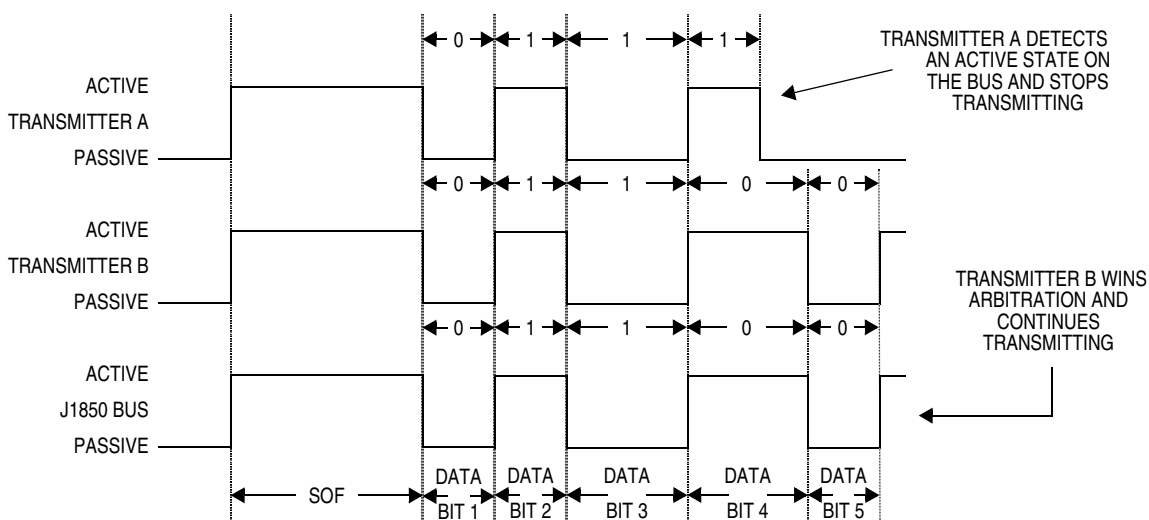 0 1 1 1
TRANSMITTER A DETECTS
AN ACTIVE STATE ON
THE BUS AND STOPS
TRANSMITTING
ACTIVE
TRANSMITTER A
PASSIVE
0 1 1 0 0
ACTIVE
TRANSMITTER B
PASSIVE
TRANSMITTER B WINS
ARBITRATION AND
CONTINUES
TRANSMITTING
0 1 1 0 0
ACTIVE
J1850 BUS
PASSIVE
SOF
DATA
BIT 1
DATA
BIT 2
DATA
BIT 3
DATA
BIT 4
DATA
BIT 5